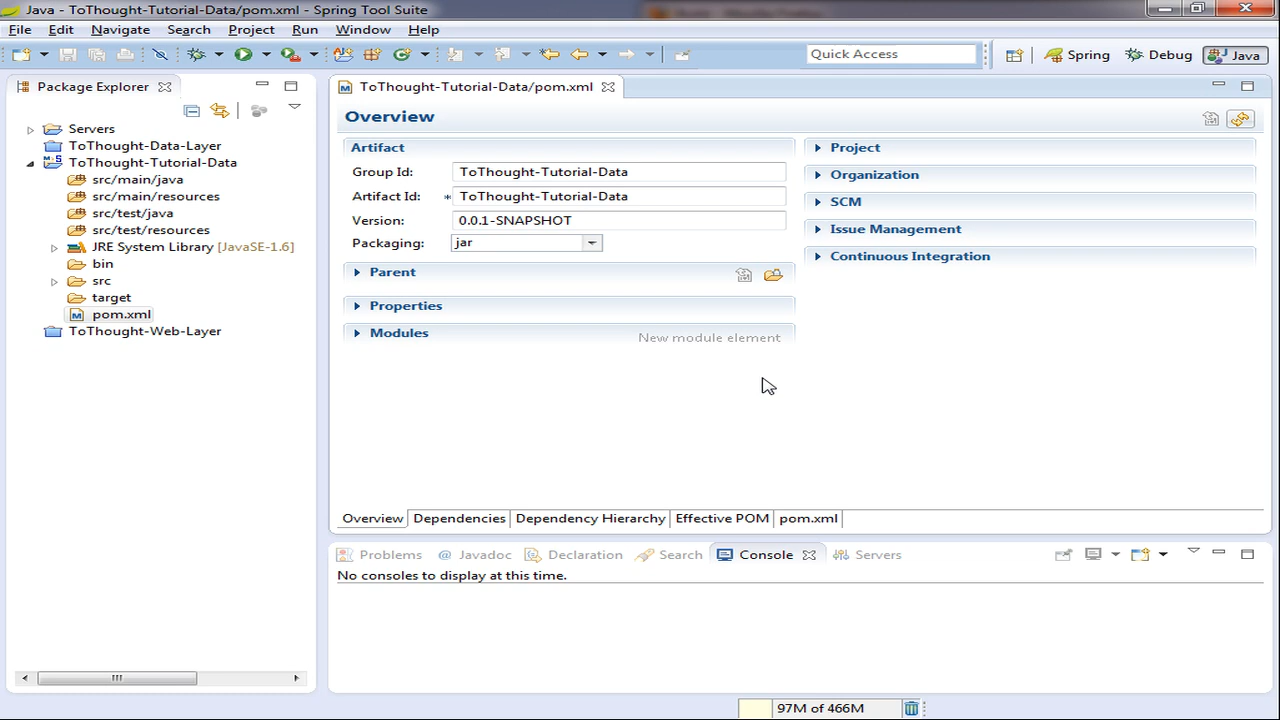 Java - ToThought-Tutorial-Data/pom.xml - Spring Tool Suite
File Edit Navigate Search Project Run Window Help
Quick Access Spring Debug Java
Package Explorer
Servers
ToThought-Data-Layer
ToThought-Tutorial-Data
src/main/java
src/main/resources
src/test/java
src/test/resources
JRE System Library [JavaSE-1.6]
bin
src
target
pom.xml
ToThought-Web-Layer
ToThought-Tutorial-Data/pom.xml
Overview
Artifact
Group Id: ToThought-Tutorial-Data
Artifact Id: * ToThought-Tutorial-Data
Version: 0.0.1-SNAPSHOT
Packaging: jar
Parent
Properties
Modules New module element
Project
Organization
SCM
Issue Management
Continuous Integration
Overview Dependencies Dependency Hierarchy Effective POM pom.xml
Problems @ Javadoc Declaration Search Console Servers
No consoles to display at this time.
97M of 466M